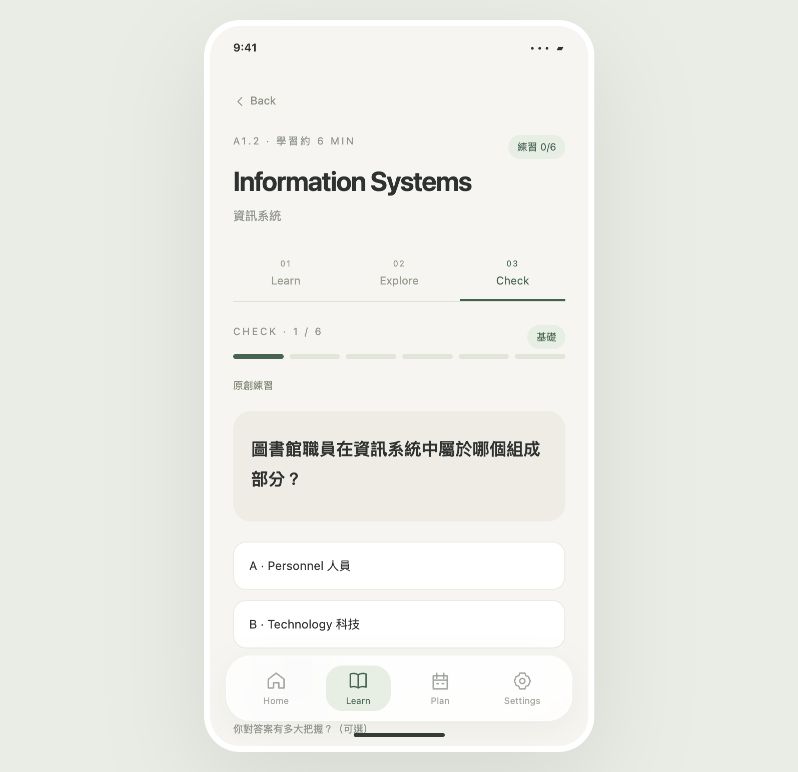 9:41
Back
A1.2 · 學習約 6 MIN
練習 0/6
Information Systems
資訊系統
01
Learn
02
Explore
03
Check
CHECK · 1 / 6
基礎
原創練習
圖書館職員在資訊系統中屬於哪個組成
部分？
A · Personnel 人員
B · Technology 科技
Home
Learn
Plan
Settings
你對答案有多大把握？（可選）